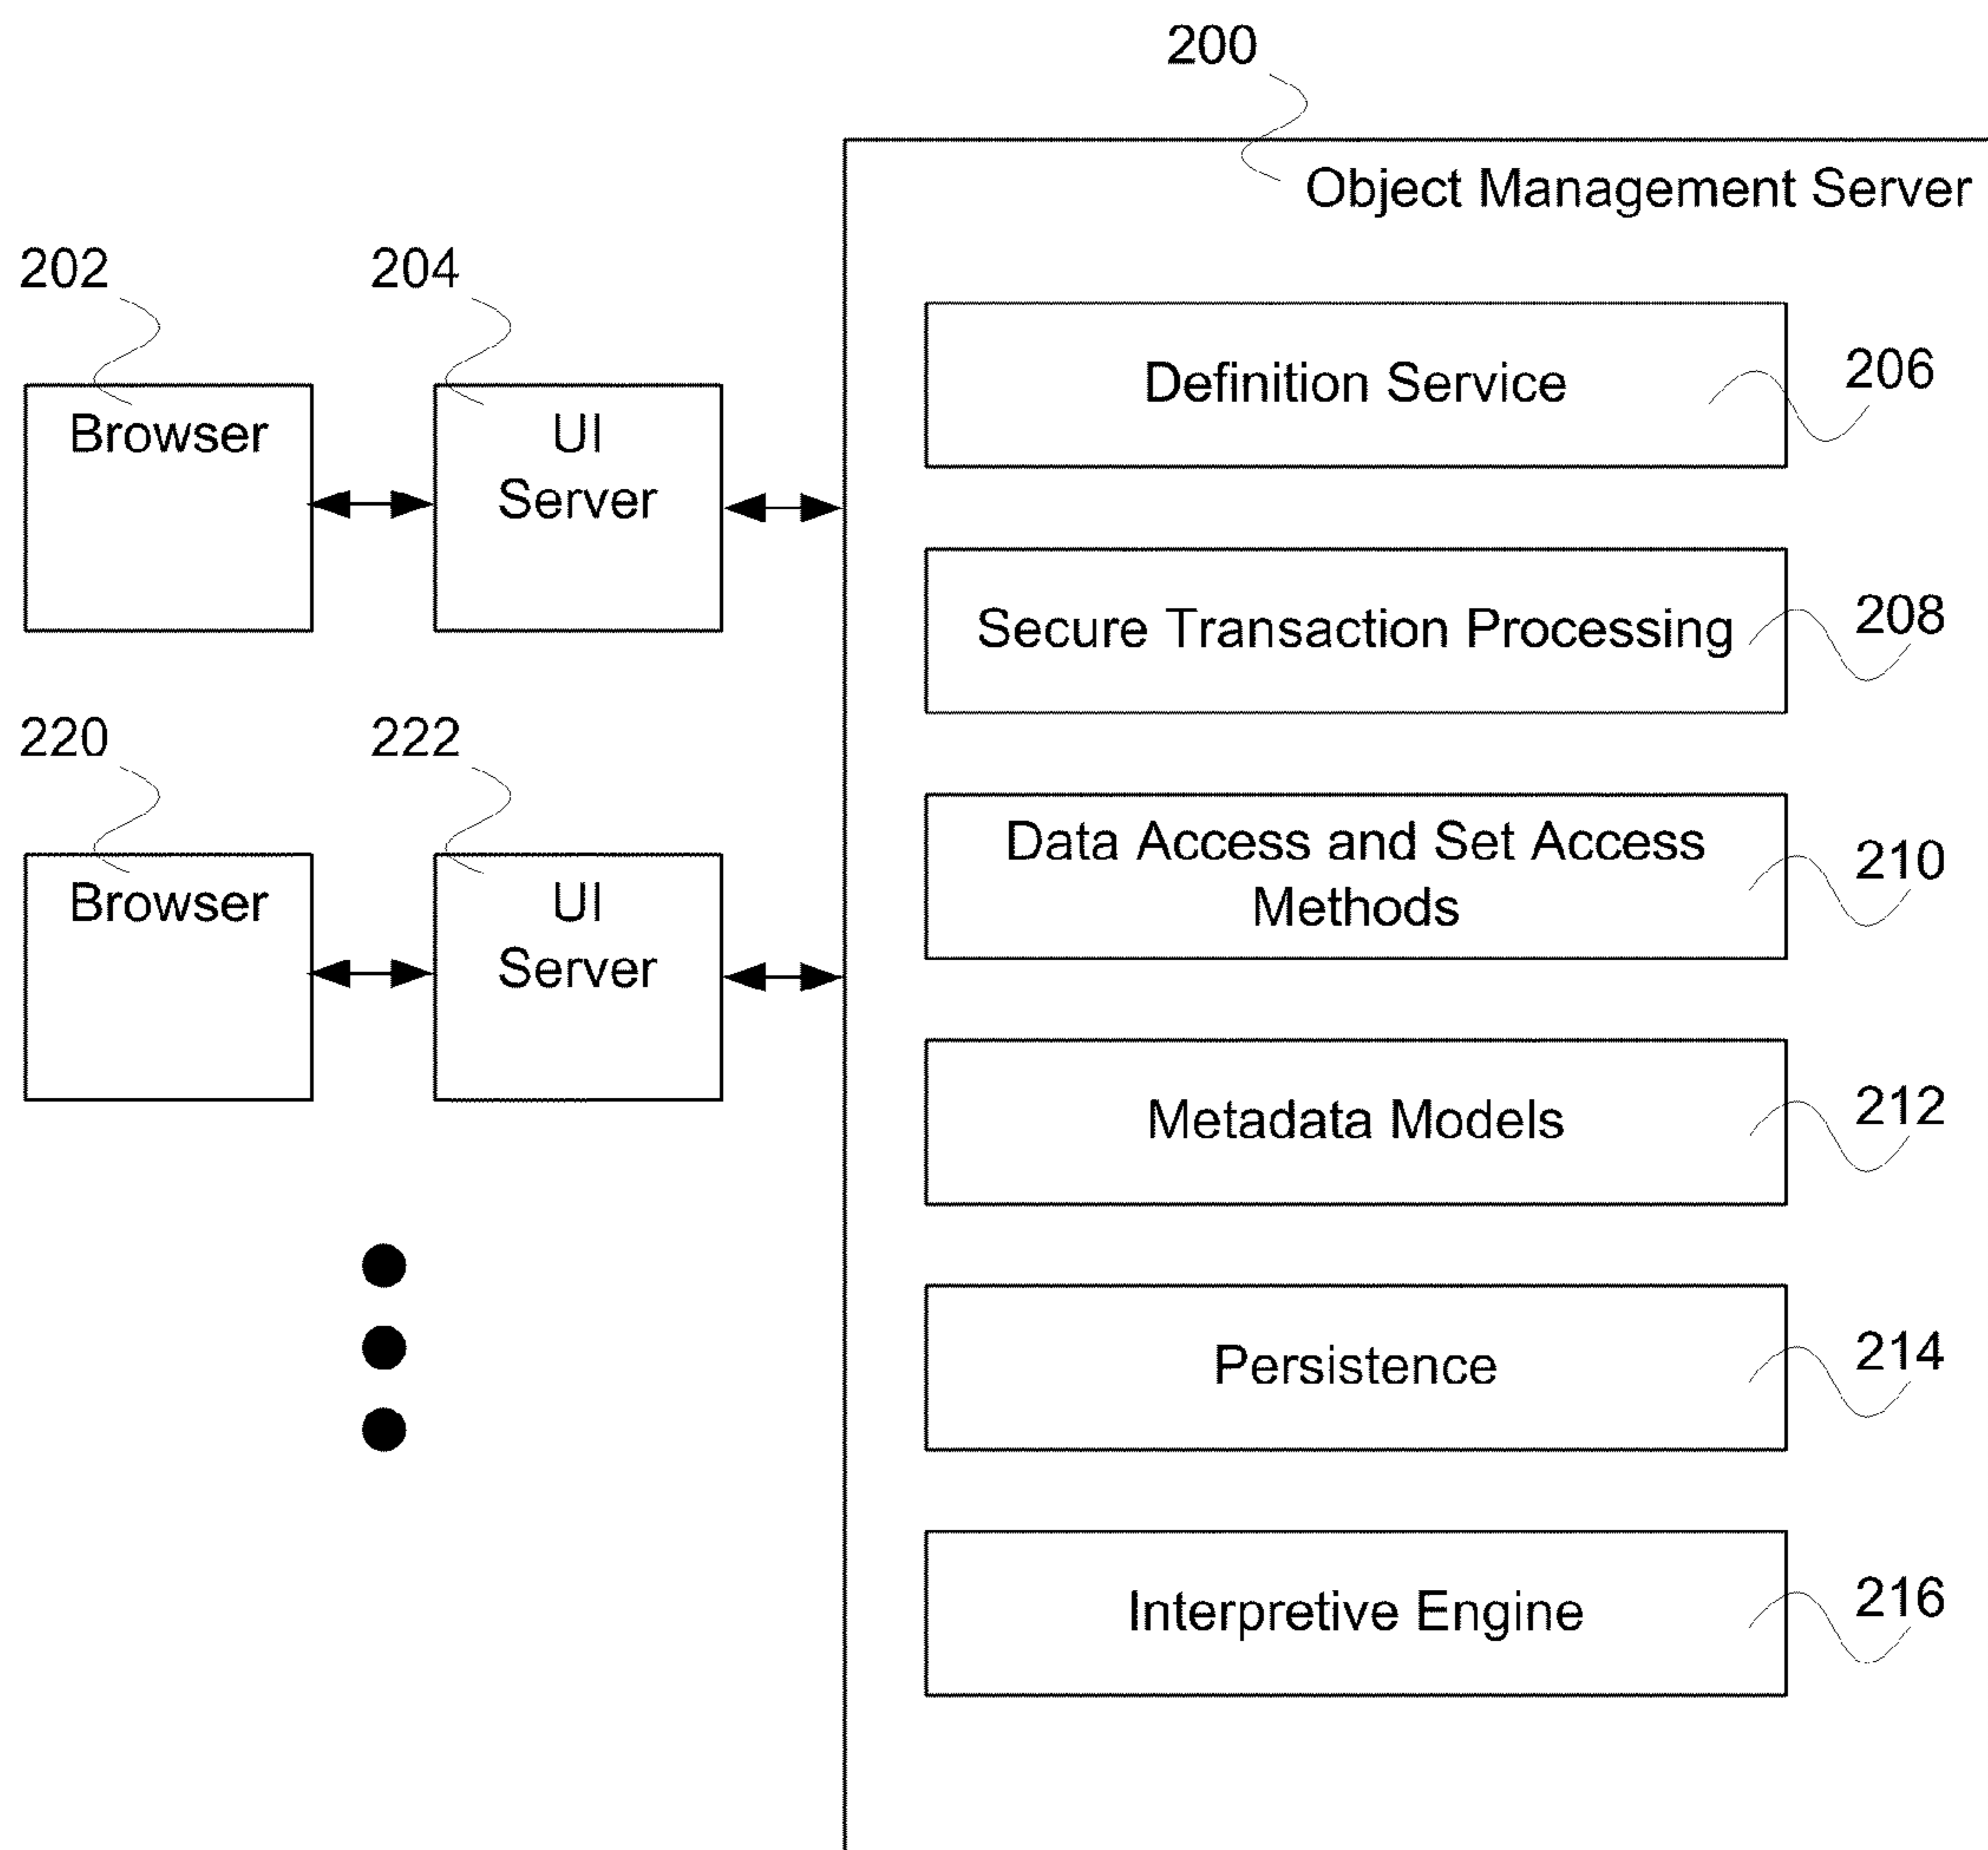 200
Object Management Server
202
204
Definition Service
206
Browser
UI
Server
Secure Transaction Processing
208
220
222
Data Access and Set Access
Methods
210
Browser
UI
Server
Metadata Models
212
Persistence
214
Interpretive Engine
216